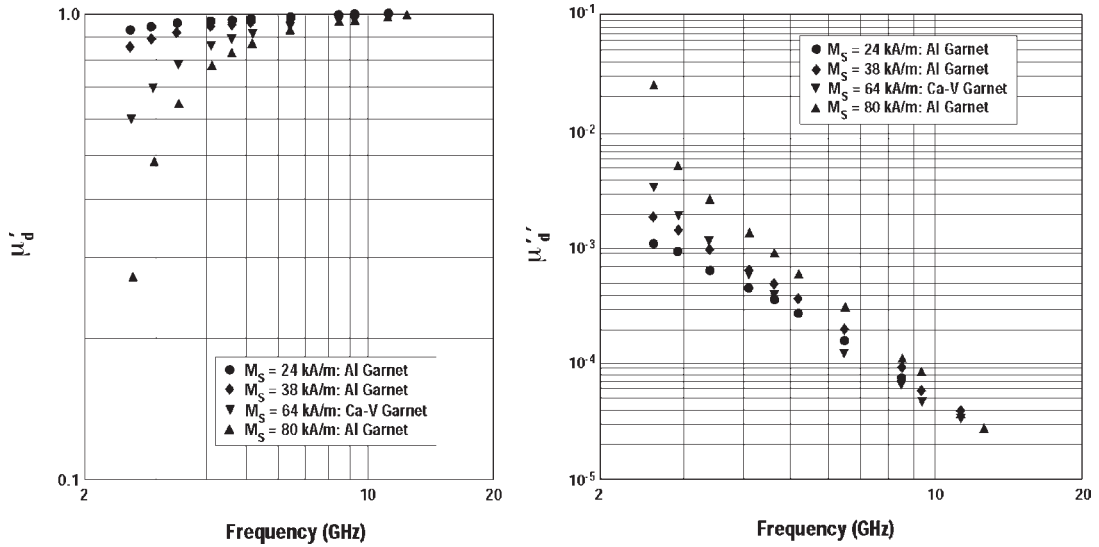 1.0
0.1
2
10
20
μ′d
Frequency (GHz)
MS = 24 kA/m: Al Garnet
MS = 38 kA/m: Al Garnet
MS = 64 kA/m: Ca-V Garnet
MS = 80 kA/m: Al Garnet
10-1
10-2
10-3
10-4
10-5
2
10
20
μ′′d
Frequency (GHz)
MS = 24 kA/m: Al Garnet
MS = 38 kA/m: Al Garnet
MS = 64 kA/m: Ca-V Garnet
MS = 80 kA/m: Al Garnet